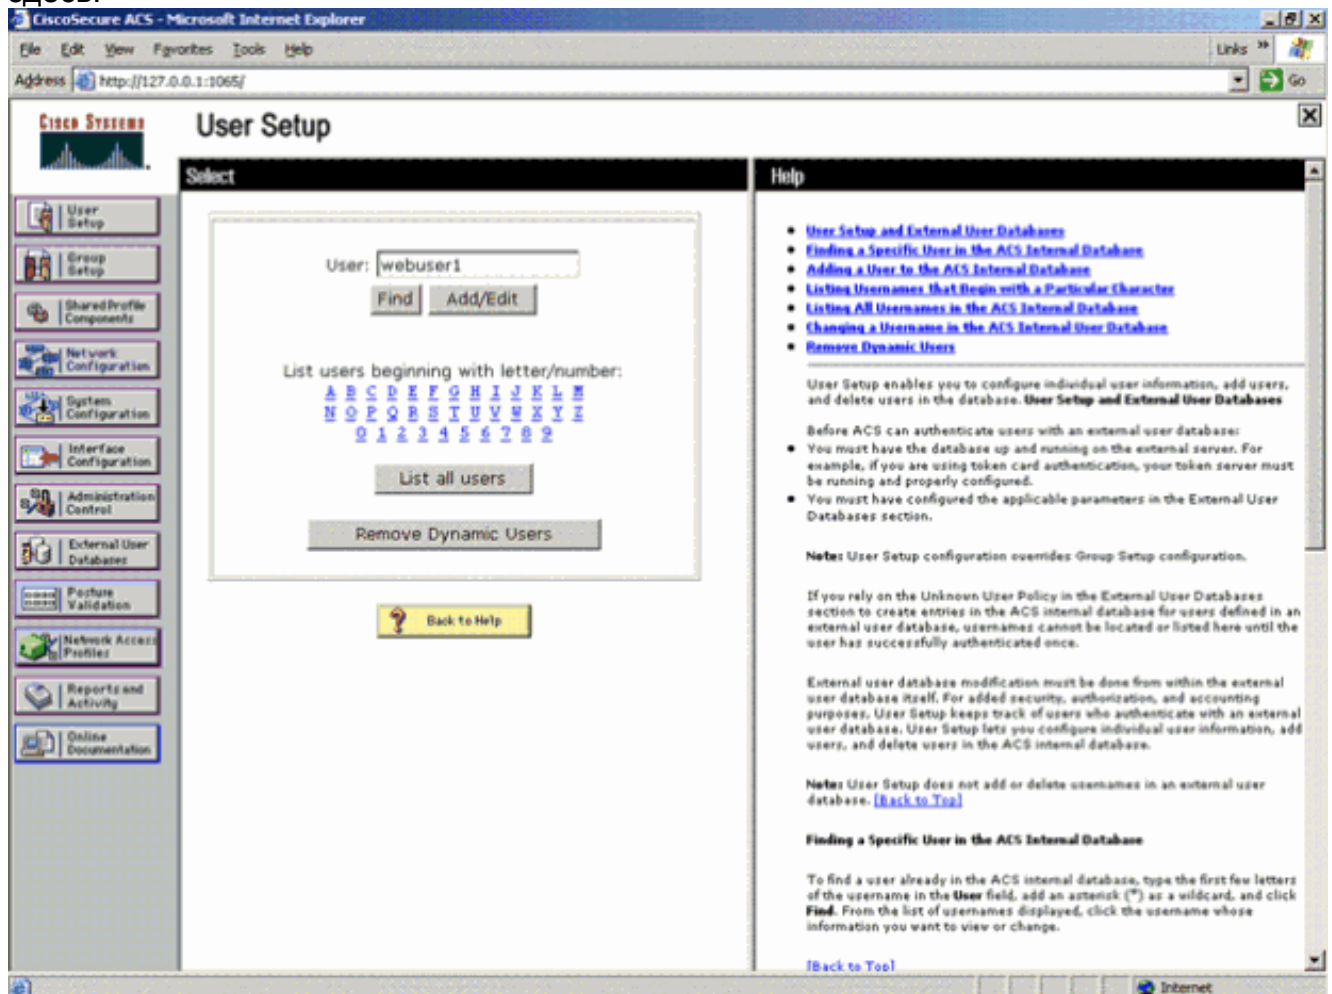 здесь.
CiscoSecure ACS - Microsoft Internet Explorer
File Edit View Favorites Tools Help
Links »
Address http://127.0.0.1:1065/
Go
CISCO SYSTEMS
User Setup
Select
Help
User
Setup
Group
Setup
Shared Profile
Components
Network
Configuration
System
Configuration
Interface
Configuration
Administration
Control
External User
Databases
Posture
Validation
Network Access
Profiles
Reports and
Activity
Online
Documentation
User: webuser1
Find Add/Edit
List users beginning with letter/number:
A B C D E F G H I J K L M
N O P Q R S T U V W X Y Z
0 1 2 3 4 5 6 7 8 9
List all users
Remove Dynamic Users
Back to Help
User Setup and External User Databases
Finding a Specific User in the ACS Internal Database
Adding a User to the ACS Internal Database
Listing Usernames that Begin with a Particular Character
Listing All Usernames in the ACS Internal Database
Changing a Username in the ACS Internal User Database
Remove Dynamic Users
User Setup enables you to configure individual user information, add users,
and delete users in the database. User Setup and External User Databases
Before ACS can authenticate users with an external user database:
You must have the database up and running on the external server. For
example, if you are using token card authentication, your token server must
be running and properly configured.
You must have configured the applicable parameters in the External User
Databases section.
Note: User Setup configuration overrides Group Setup configuration.
If you rely on the Unknown User Policy in the External User Databases
section to create entries in the ACS internal database for users defined in an
external user database, usernames cannot be located or listed here until the
user has successfully authenticated once.
External user database modification must be done from within the external
user database itself. For added security, authorization, and accounting
purposes, User Setup keeps track of users who authenticate with an external
user database. User Setup lets you configure individual user information, add
users, and delete users in the ACS internal database.
Note: User Setup does not add or delete usernames in an external user
database. [Back to Top]
Finding a Specific User in the ACS Internal Database
To find a user already in the ACS internal database, type the first few letters
of the username in the User field, add an asterisk (*) as a wildcard, and click
Find. From the list of usernames displayed, click the username whose
information you want to view or change.
[Back to Top]
Internet